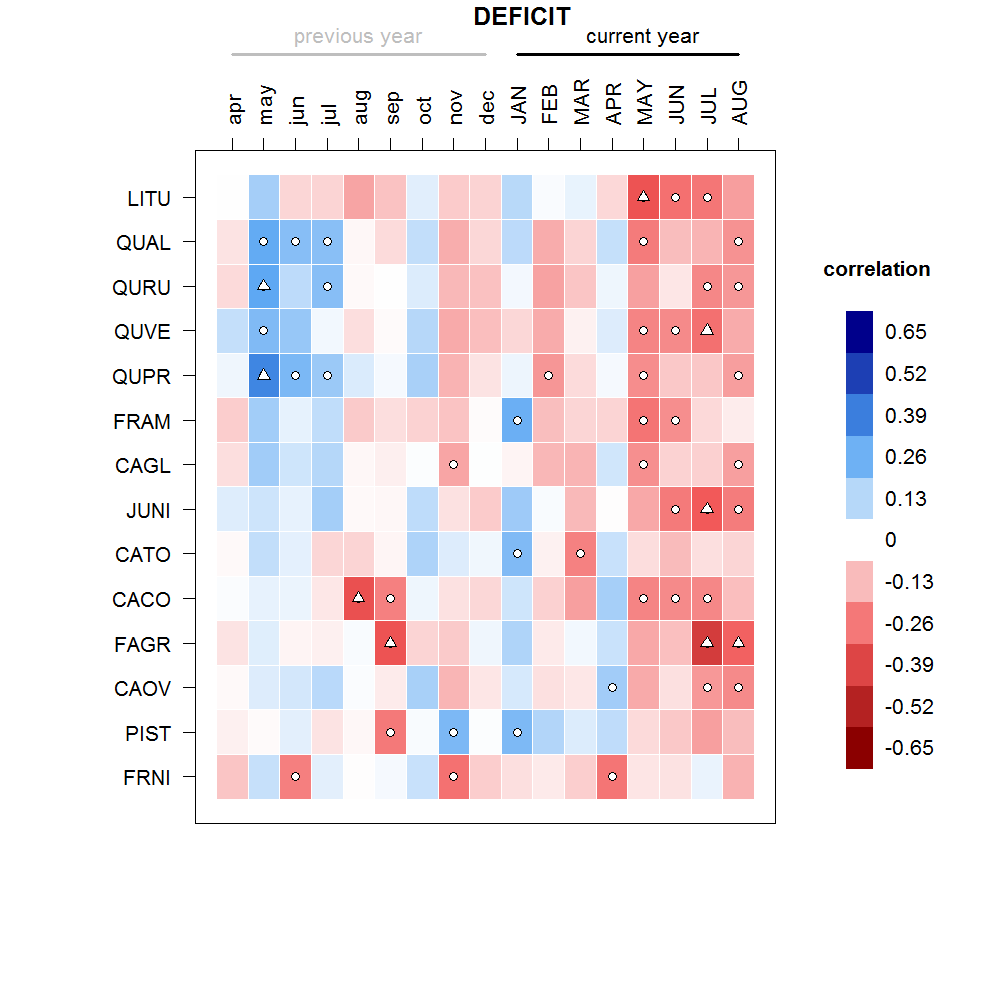 DEFICIT
previous year
current year
apr may jun jul aug sep oct nov dec JAN FEB MAR APR MAY JUN JUL AUG
LITU
QUAL
QURU
QUVE
QUPR
FRAM
CAGL
JUNI
CATO
CACO
FAGR
CAOV
PIST
FRNI
correlation
0.65
0.52
0.39
0.26
0.13
0
-0.13
-0.26
-0.39
-0.52
-0.65